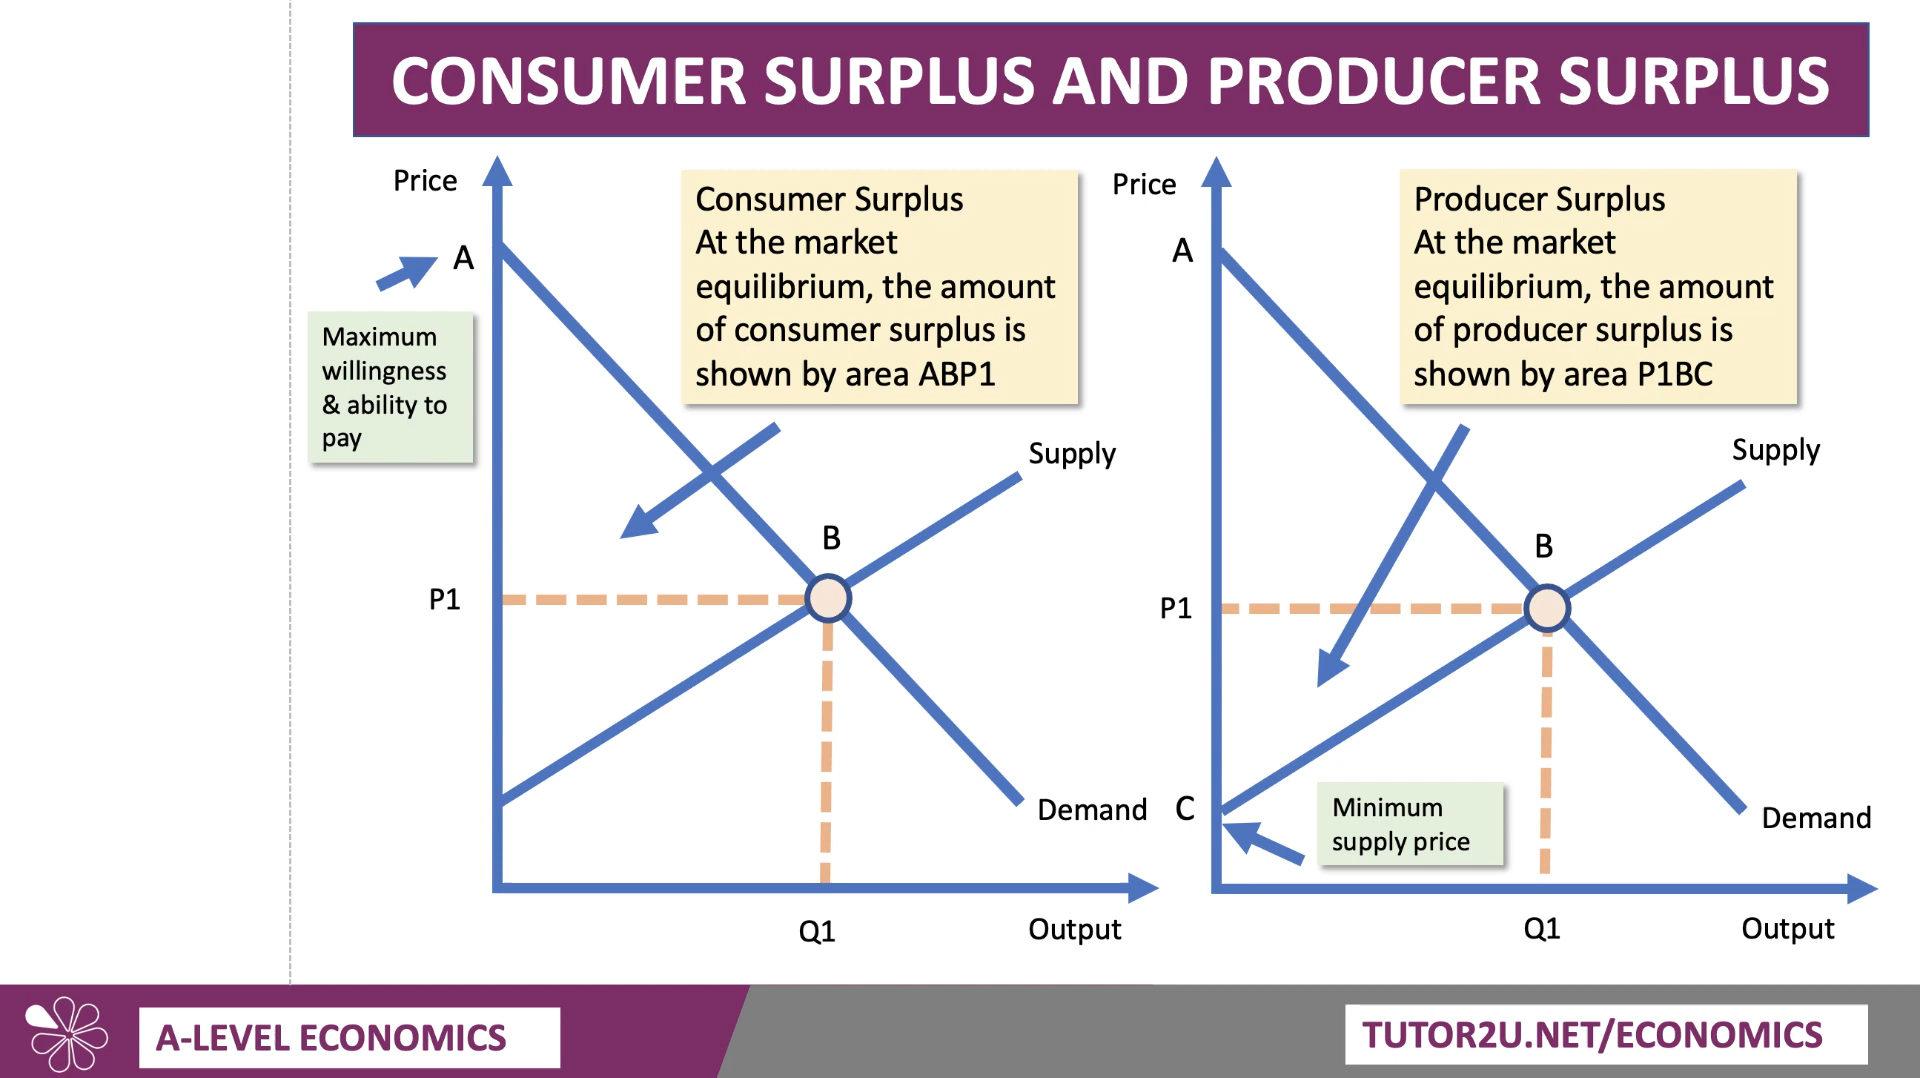 CONSUMER SURPLUS AND PRODUCER SURPLUS
Price
A
Maximum
willingness
& ability to
pay
Consumer Surplus
At the market
equilibrium, the amount
of consumer surplus is
shown by area ABP1
Supply
B
P1
Demand
Q1
Output
Price
A
Producer Surplus
At the market
equilibrium, the amount
of producer surplus is
shown by area P1BC
Supply
B
P1
C
Minimum
supply price
Demand
Q1
Output
A-LEVEL ECONOMICS
TUTOR2U.NET/ECONOMICS